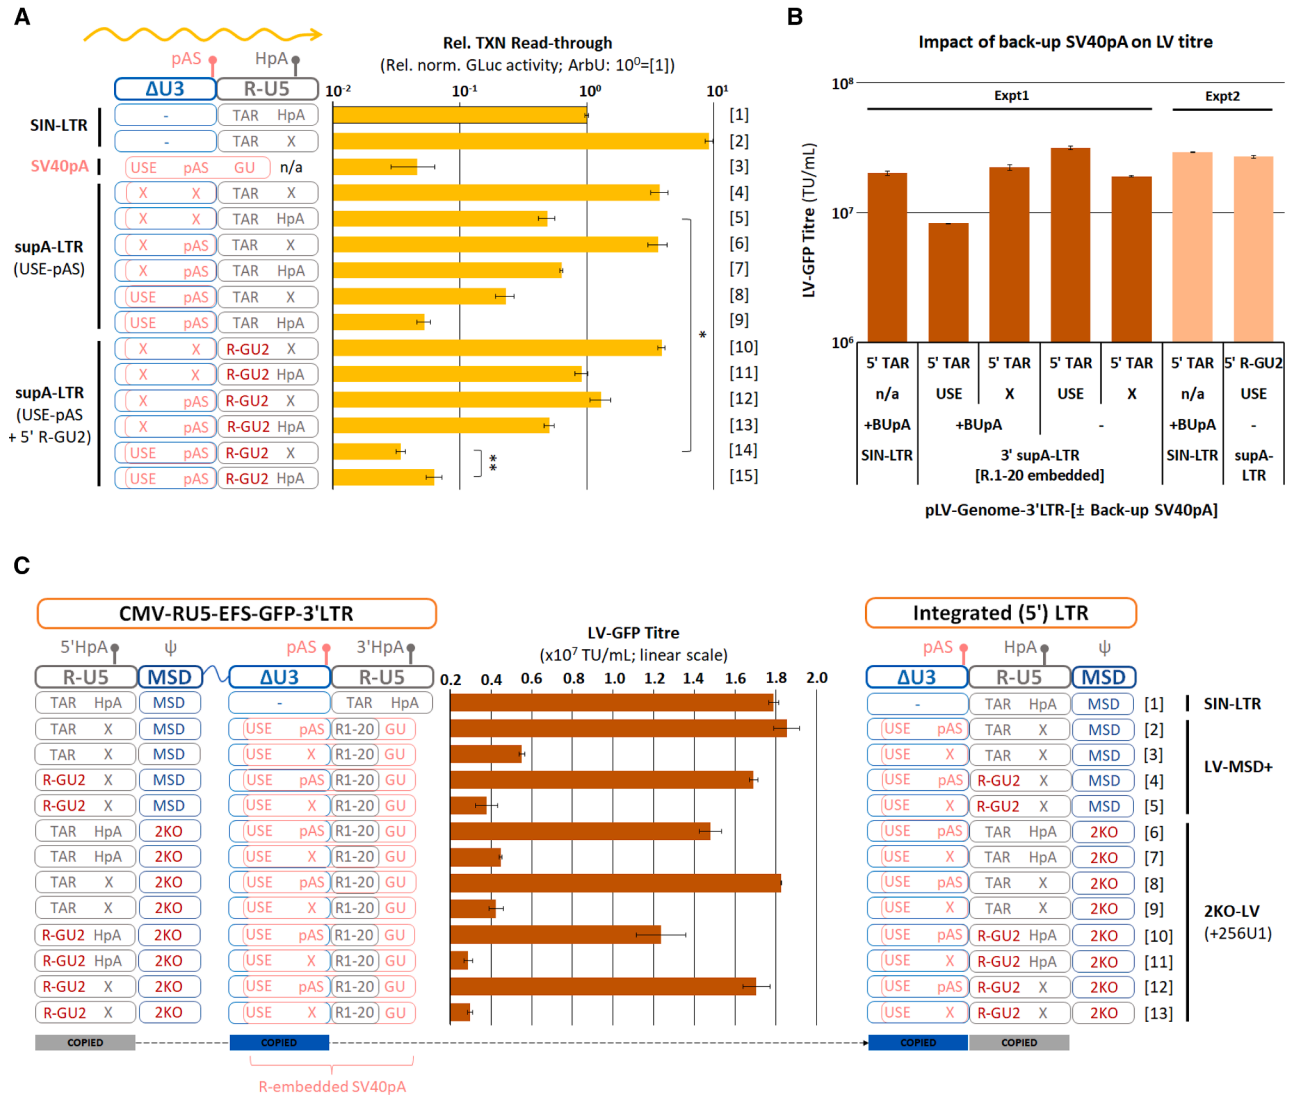 A
Rel. TXN Read-through
(Rel. norm. GLuc activity; ArbU: 10⁰=[1])
pAS HpA
ΔU3 R-U5
10⁻² 10⁻¹ 10⁰ 10¹
SIN-LTR
- TAR HpA [1]
- TAR X [2]
SV40pA USE pAS GU n/a [3]
supA-LTR
(USE-pAS)
X X TAR X [4]
X X TAR HpA [5]
X pAS TAR X [6]
X pAS TAR HpA [7]
USE pAS TAR X [8]
USE pAS TAR HpA [9]
supA-LTR
(USE-pAS
+ 5' R-GU2)
X X R-GU2 X [10]
X X R-GU2 HpA [11]
X pAS R-GU2 X [12]
X pAS R-GU2 HpA [13]
USE pAS R-GU2 X [14]
USE pAS R-GU2 HpA [15]
*
**
B
Impact of back-up SV40pA on LV titre
Expt1 Expt2
LV-GFP Titre (TU/mL)
10⁸
10⁷
10⁶
5' TAR 5' TAR 5' TAR 5' TAR 5' TAR 5' TAR 5' R-GU2
n/a USE X USE X n/a USE
+BUpA +BUpA - +BUpA -
SIN-LTR 3' supA-LTR SIN-LTR supA-
[R.1-20 embedded] LTR
pLV-Genome-3'LTR-[± Back-up SV40pA]
C
CMV-RU5-EFS-GFP-3'LTR
LV-GFP Titre
(x10⁷ TU/mL; linear scale)
Integrated (5') LTR
5'HpA ψ pAS 3'HpA
R-U5 MSD ΔU3 R-U5
0.2 0.4 0.6 0.8 1.0 1.2 1.4 1.6 1.8 2.0
pAS HpA ψ
ΔU3 R-U5 MSD
TAR HpA MSD - TAR HpA - TAR HpA MSD [1] SIN-LTR
TAR X MSD USE pAS R1-20 GU USE pAS TAR X MSD [2]
TAR X MSD USE X R1-20 GU USE X TAR X MSD [3]
LV-MSD+
R-GU2 X MSD USE pAS R1-20 GU USE pAS R-GU2 X MSD [4]
R-GU2 X MSD USE X R1-20 GU USE X R-GU2 X MSD [5]
TAR HpA 2KO USE pAS R1-20 GU USE pAS TAR HpA 2KO [6]
TAR HpA 2KO USE X R1-20 GU USE X TAR HpA 2KO [7]
TAR X 2KO USE pAS R1-20 GU USE pAS TAR X 2KO [8]
TAR X 2KO USE X R1-20 GU USE X TAR X 2KO [9]
2KO-LV
(+256U1)
R-GU2 HpA 2KO USE pAS R1-20 GU USE pAS R-GU2 HpA 2KO [10]
R-GU2 HpA 2KO USE X R1-20 GU USE X R-GU2 HpA 2KO [11]
R-GU2 X 2KO USE pAS R1-20 GU USE pAS R-GU2 X 2KO [12]
R-GU2 X 2KO USE X R1-20 GU USE X R-GU2 X 2KO [13]
COPIED COPIED COPIED COPIED
R-embedded SV40pA